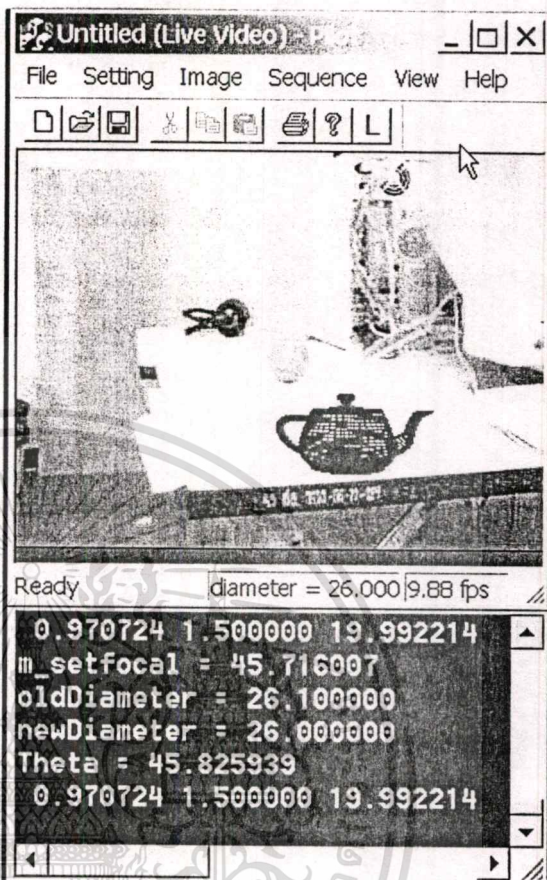 Untitled (Live Video) - P
File Setting Image Sequence View Help
L
Ready diameter = 26.000 9.88 fps
0.970724 1.500000 19.992214
m_setfocal = 45.716007
oldDiameter = 26.100000
newDiameter = 26.000000
Theta = 45.825939
0.970724 1.500000 19.992214